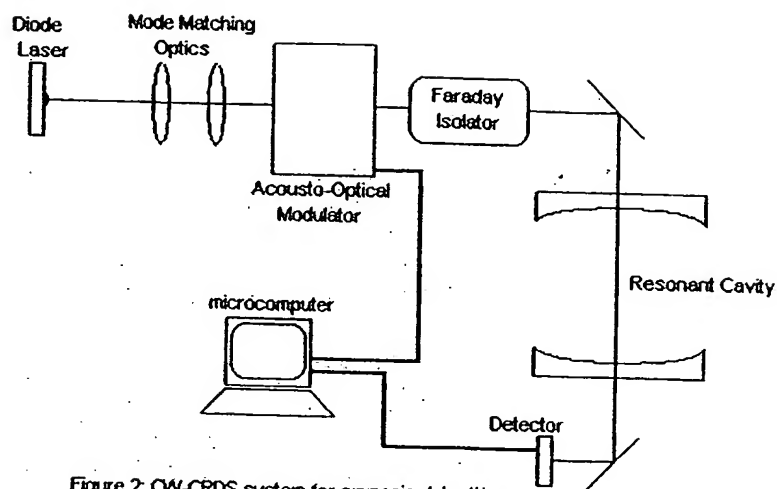 Diode
Laser
Mode Matching
Optics
Faraday
Isolator
Acousto-Optical
Modulator
Resonant Cavity
microcomputer
Detector
Figure 2: CW-CRDS system for